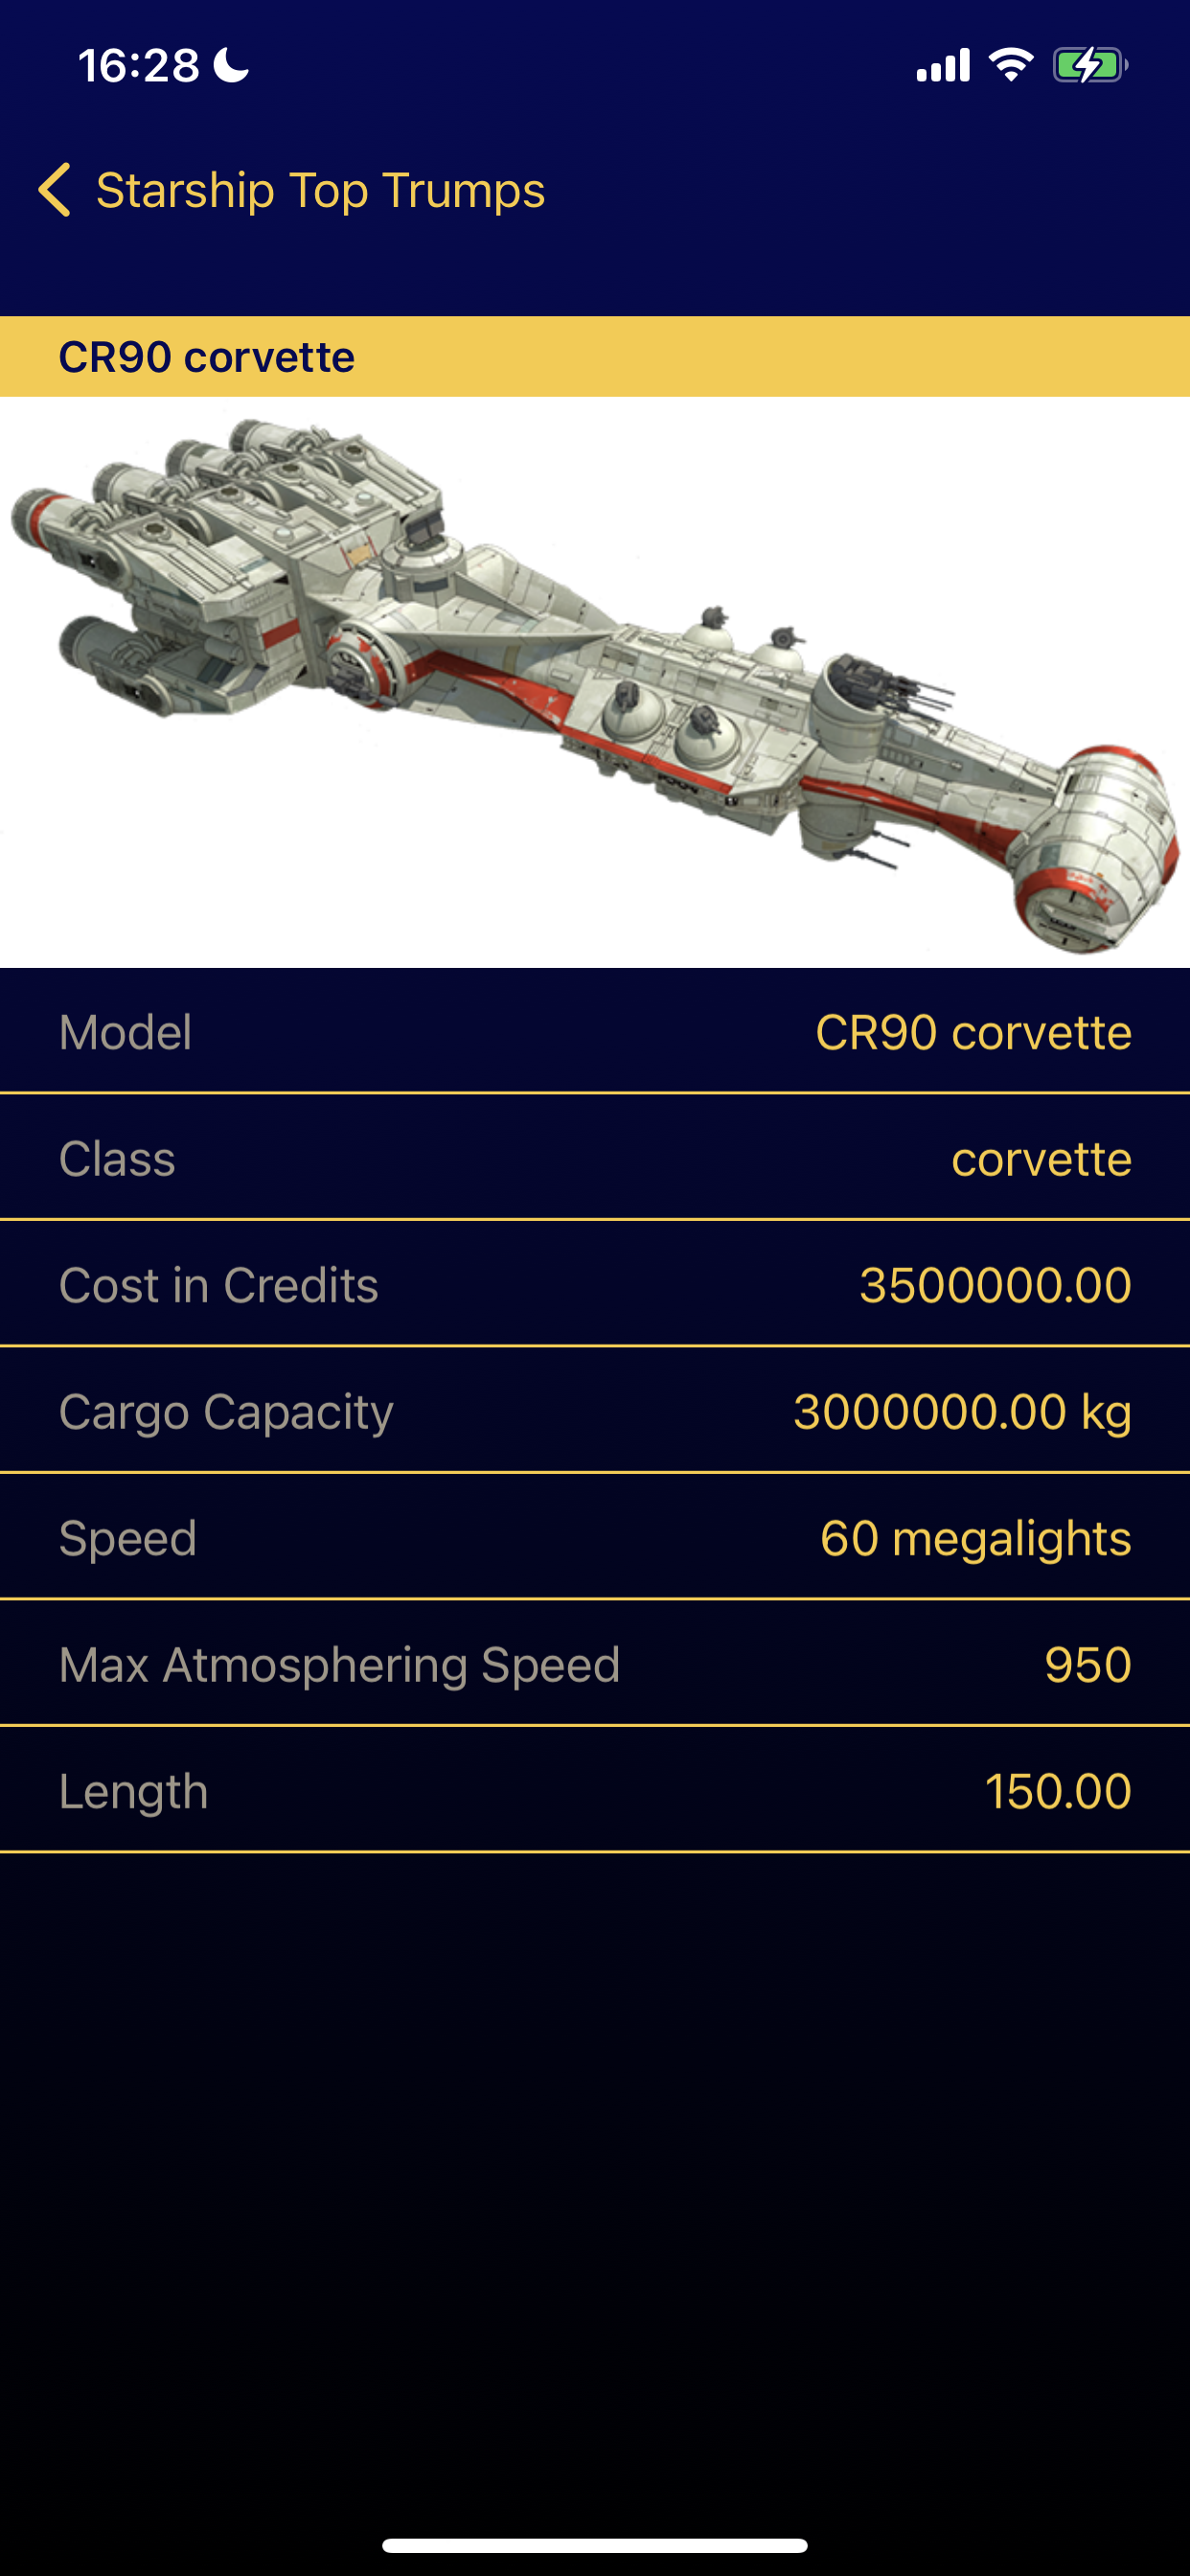 16:28
Starship Top Trumps
CR90 corvette
Model CR90 corvette
Class corvette
Cost in Credits 3500000.00
Cargo Capacity 3000000.00 kg
Speed 60 megalights
Max Atmosphering Speed 950
Length 150.00